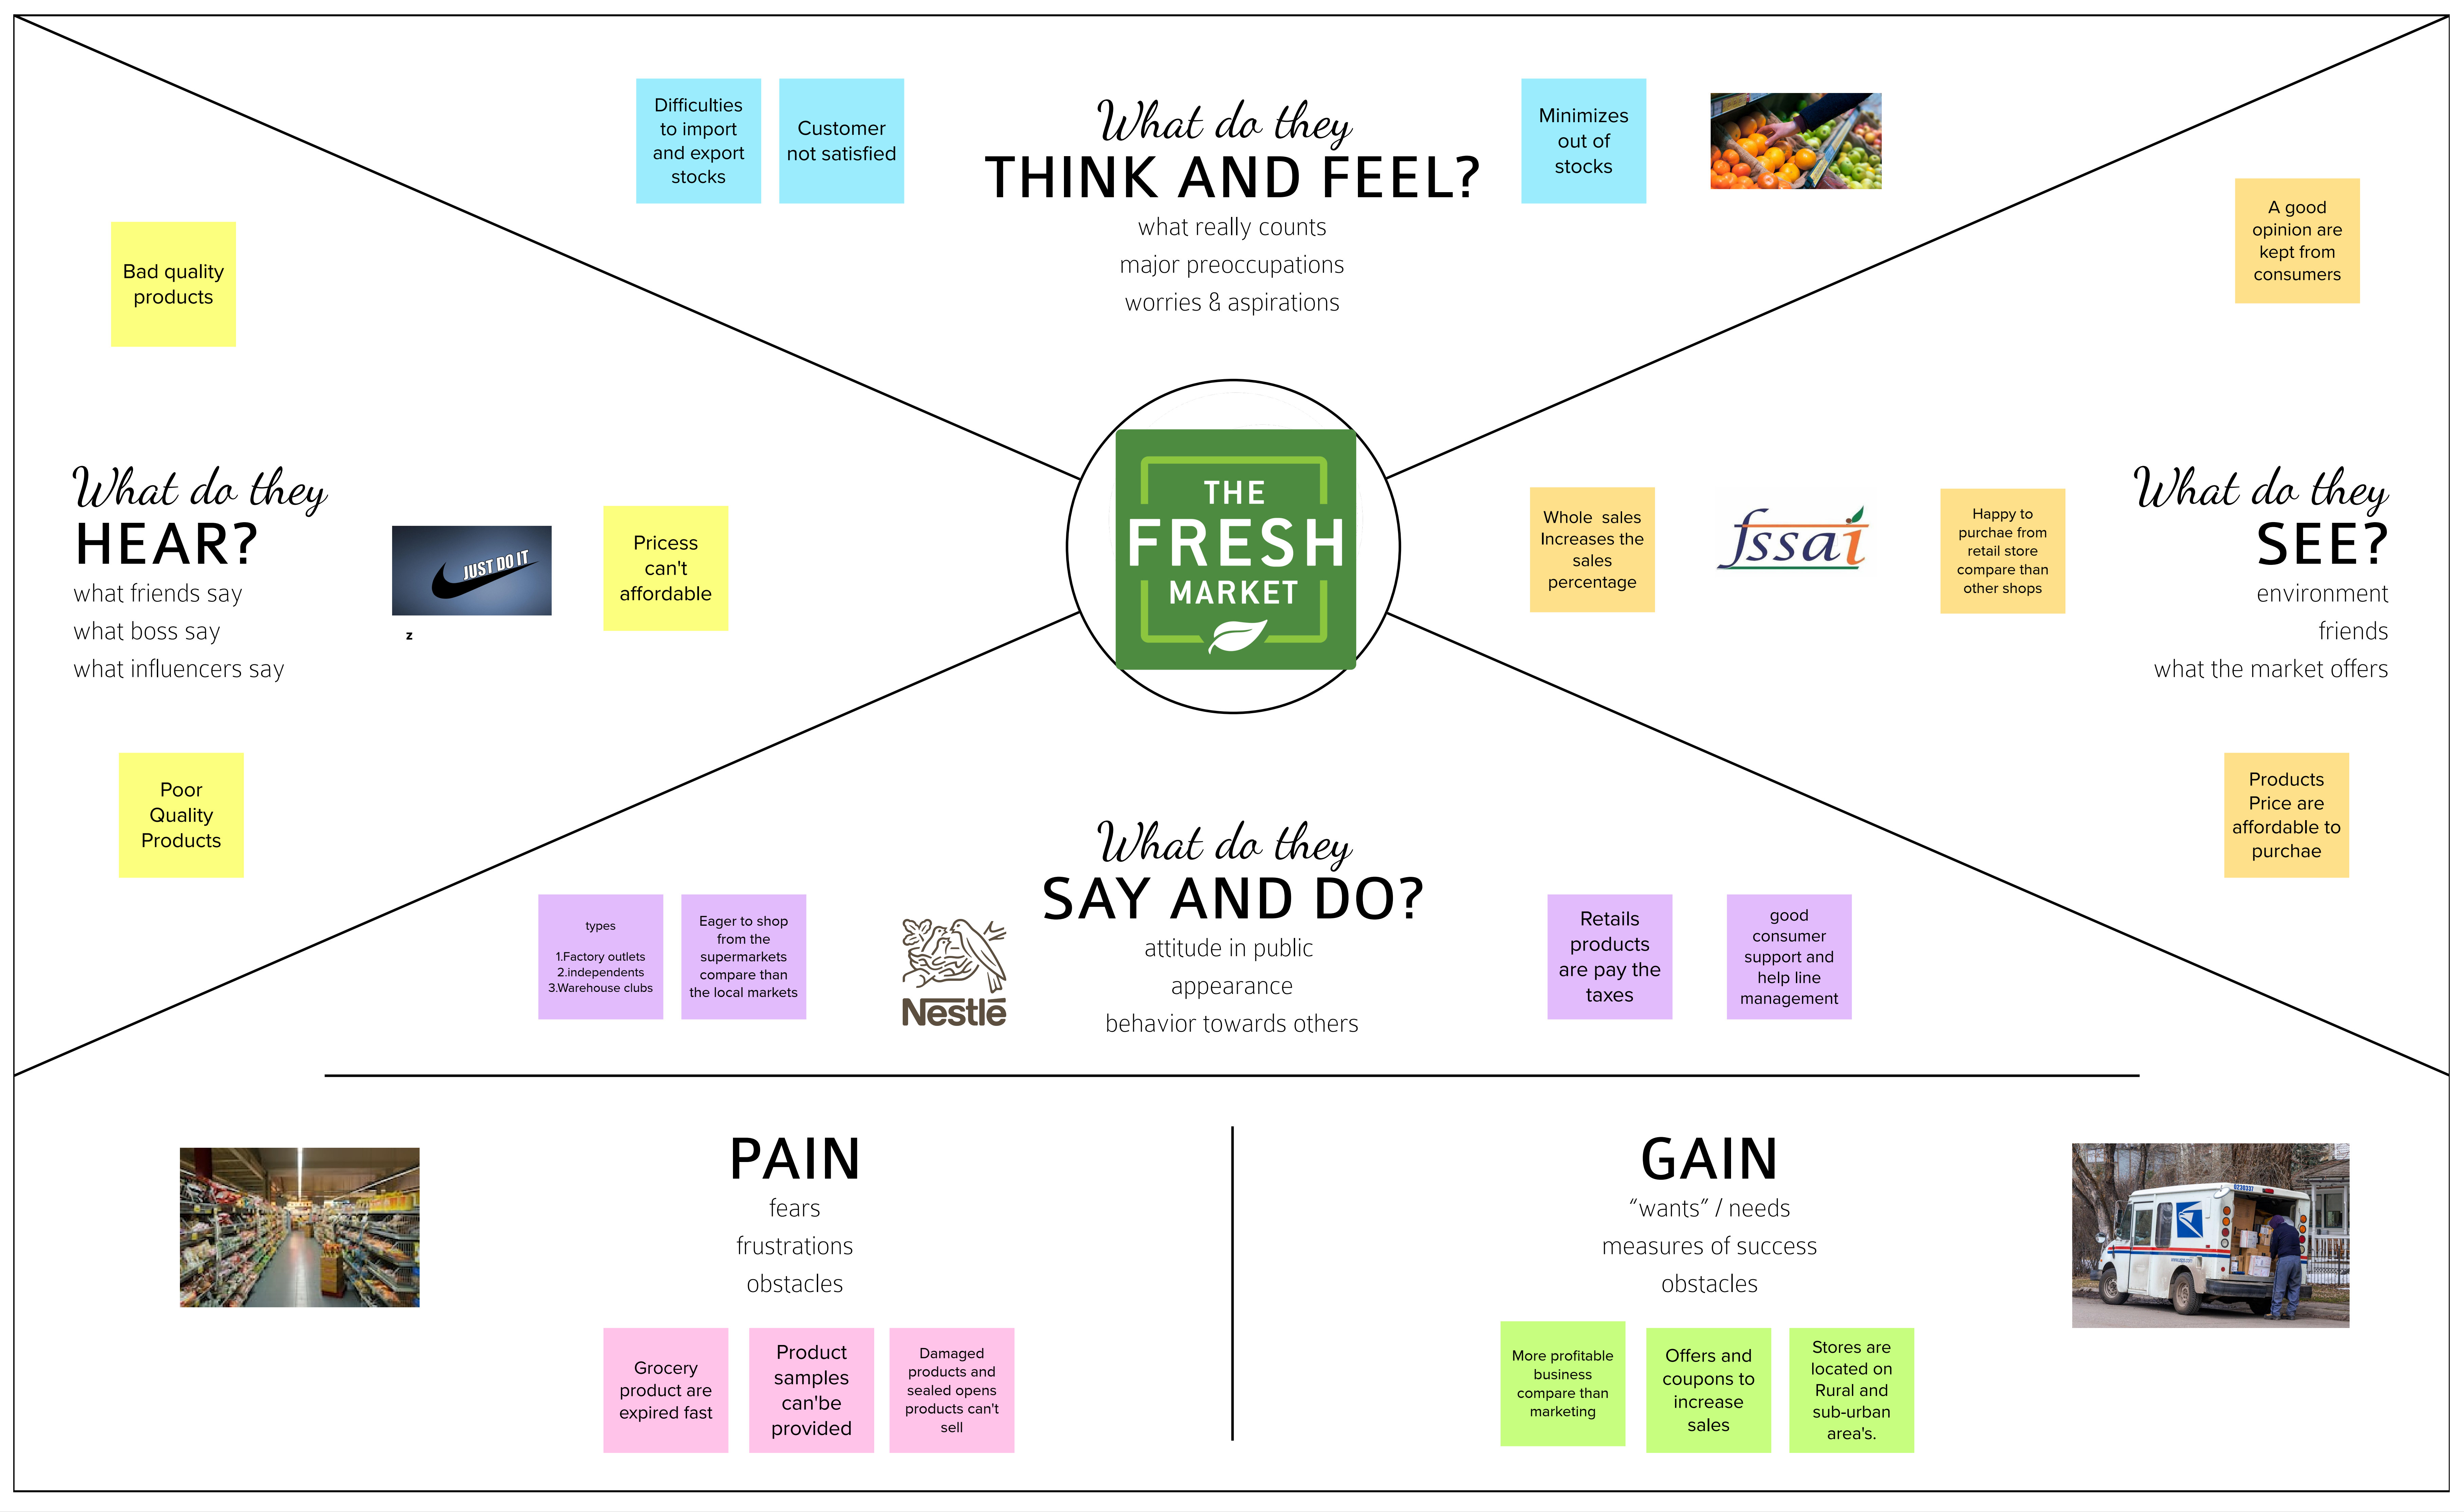 Difficulties
to import
and export
stocks
Customer
not satisfied
What do they
THINK AND FEEL?
what really counts
major preoccupations
worries & aspirations
Minimizes
out of
stocks
A good
opinion are
kept from
consumers
Bad quality
products
What do they
HEAR?
what friends say
what boss say
what influencers say
JUST DO IT
z
Pricess
can't
affordable
Poor
Quality
Products
THE
FRESH
MARKET
Whole sales
Increases the
sales
percentage
fssai
Happy to
purchae from
retail store
compare than
other shops
What do they
SEE?
environment
friends
what the market offers
Products
Price are
affordable to
purchae
types
1.Factory outlets
2.independents
3.Warehouse clubs
Eager to shop
from the
supermarkets
compare than
the local markets
Nestlé
What do they
SAY AND DO?
attitude in public
appearance
behavior towards others
Retails
products
are pay the
taxes
good
consumer
support and
help line
management
PAIN
fears
frustrations
obstacles
Grocery
product are
expired fast
Product
samples
can'be
provided
Damaged
products and
sealed opens
products can't
sell
GAIN
“wants” / needs
measures of success
obstacles
More profitable
business
compare than
marketing
Offers and
coupons to
increase
sales
Stores are
located on
Rural and
sub-urban
area's.
6230337